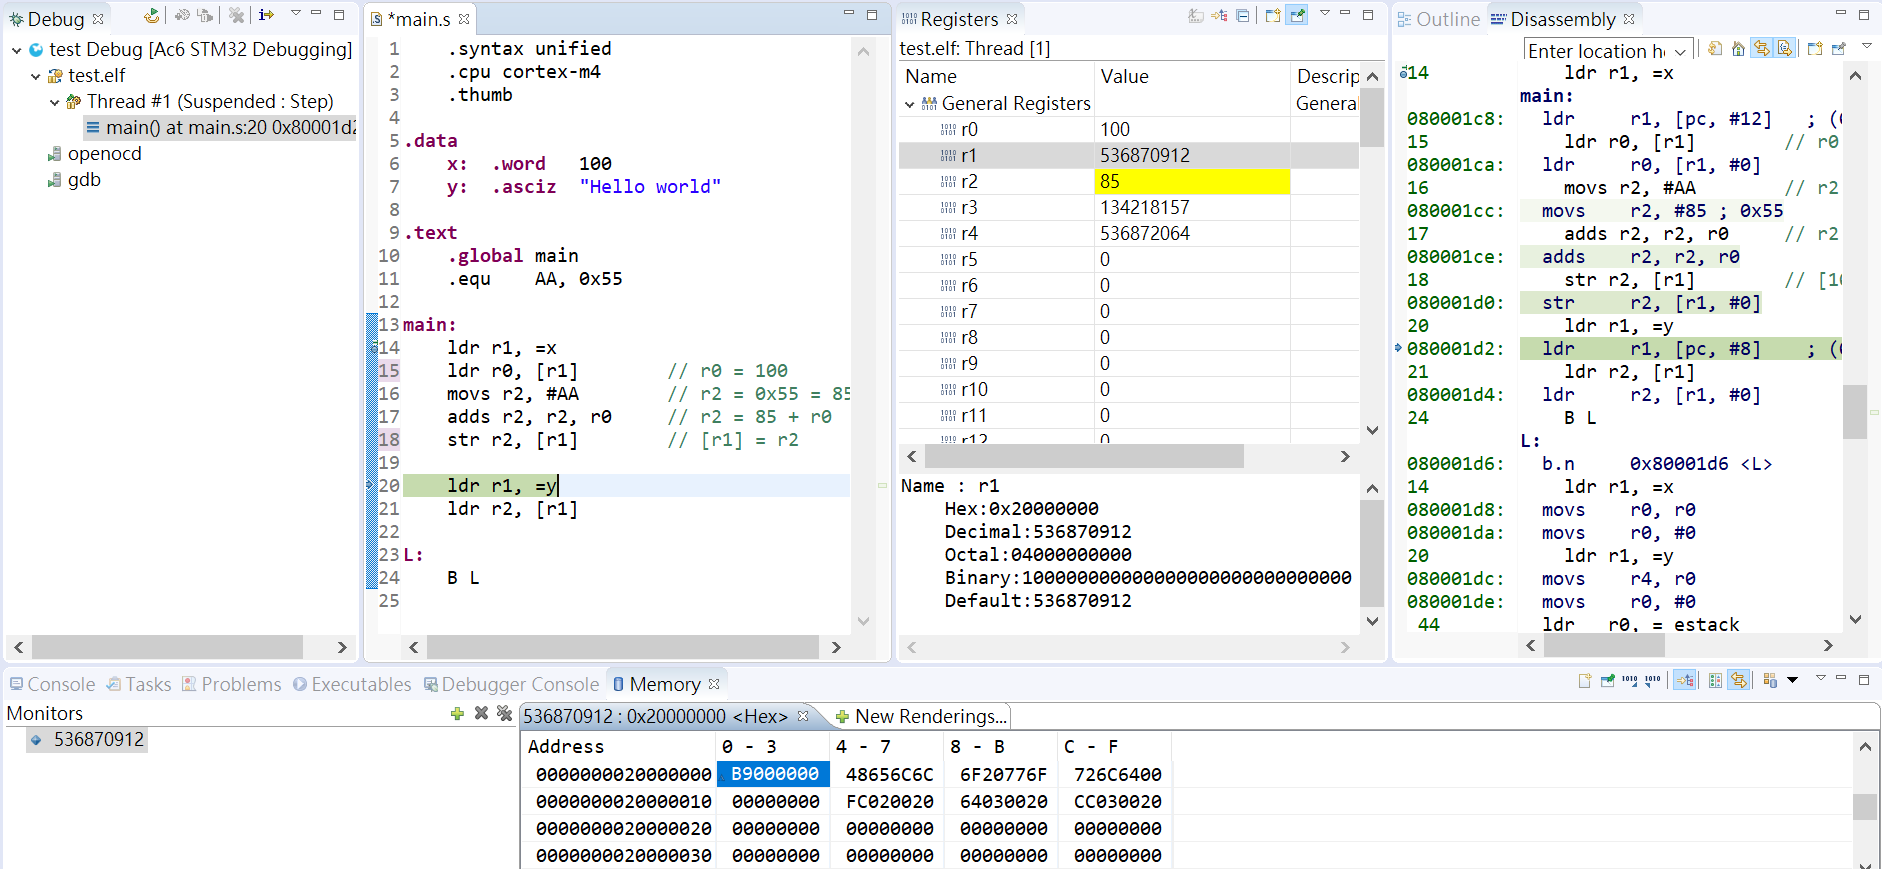 Debug
test Debug [Ac6 STM32 Debugging]
test.elf
Thread #1 (Suspended : Step)
main() at main.s:20 0x80001d2
openocd
gdb
*main.s
1 .syntax unified
2 .cpu cortex-m4
3 .thumb
4
5 .data
6 x: .word 100
7 y: .asciz "Hello world"
8
9 .text
10 .global main
11 .equ AA, 0x55
12
13 main:
14 ldr r1, =x
15 ldr r0, [r1] // r0 = 100
16 movs r2, #AA // r2 = 0x55 = 85
17 adds r2, r2, r0 // r2 = 85 + r0
18 str r2, [r1] // [r1] = r2
19
20 ldr r1, =y
21 ldr r2, [r1]
22
23 L:
24 B L
25
Registers
test.elf: Thread [1]
Name Value Descrip
General Registers General
r0 100
r1 536870912
r2 85
r3 134218157
r4 536872064
r5 0
r6 0
r7 0
r8 0
r9 0
r10 0
r11 0
r12 0
Name : r1
Hex:0x20000000
Decimal:536870912
Octal:04000000000
Binary:100000000000000000000000000000
Default:536870912
Outline
Disassembly
Enter location h
14 ldr r1, =x
main:
080001c8: ldr r1, [pc, #12] ; (
15 ldr r0, [r1] // r0
080001ca: ldr r0, [r1, #0]
16 movs r2, #AA // r2
080001cc: movs r2, #85 ; 0x55
17 adds r2, r2, r0 // r2
080001ce: adds r2, r2, r0
18 str r2, [r1] // [r
080001d0: str r2, [r1, #0]
20 ldr r1, =y
080001d2: ldr r1, [pc, #8] ; (
21 ldr r2, [r1]
080001d4: ldr r2, [r1, #0]
24 B L
L:
080001d6: b.n 0x80001d6 <L>
14 ldr r1, =x
080001d8: movs r0, r0
080001da: movs r0, #0
20 ldr r1, =y
080001dc: movs r4, r0
080001de: movs r0, #0
44 ldr r0, =_estack
Console
Tasks
Problems
Executables
Debugger Console
Memory
Monitors
536870912
536870912 : 0x20000000 <Hex>
New Renderings...
Address 0 - 3 4 - 7 8 - B C - F
0000000020000000 B9000000 48656C6C 6F20776F 726C6400
0000000020000010 00000000 FC020020 64030020 CC030020
0000000020000020 00000000 00000000 00000000 00000000
0000000020000030 00000000 00000000 00000000 00000000